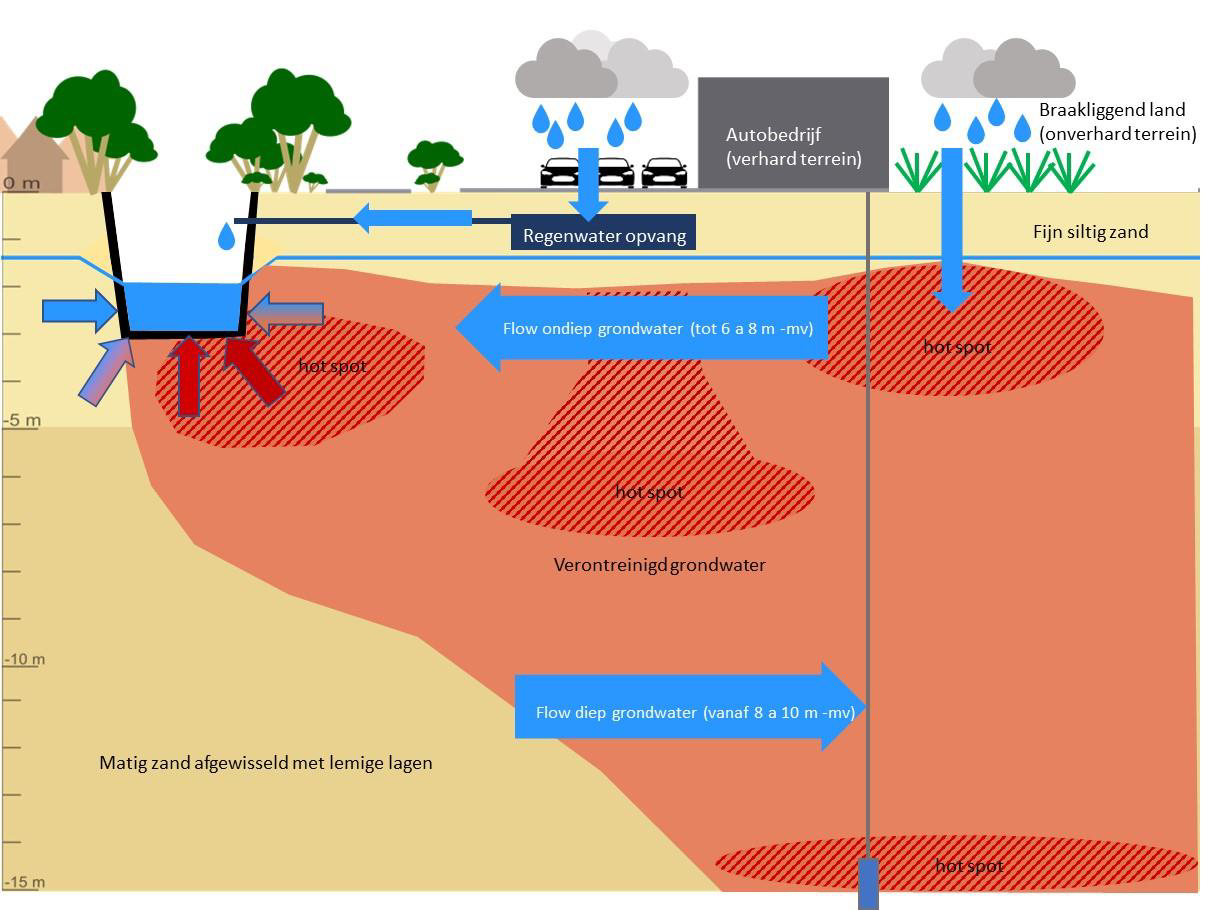 Braakliggend land
(onverhard terrein)
Autobedrijf
(verhard terrein)
0 m
Regenwater opvang
Fijn siltig zand
Flow ondiep grondwater (tot 6 a 8 m -mv)
hot spot
hot spot
-5 m
hot spot
Verontreinigd grondwater
-10 m
Flow diep grondwater (vanaf 8 a 10 m -mv)
Matig zand afgewisseld met lemige lagen
hot spot
-15 m